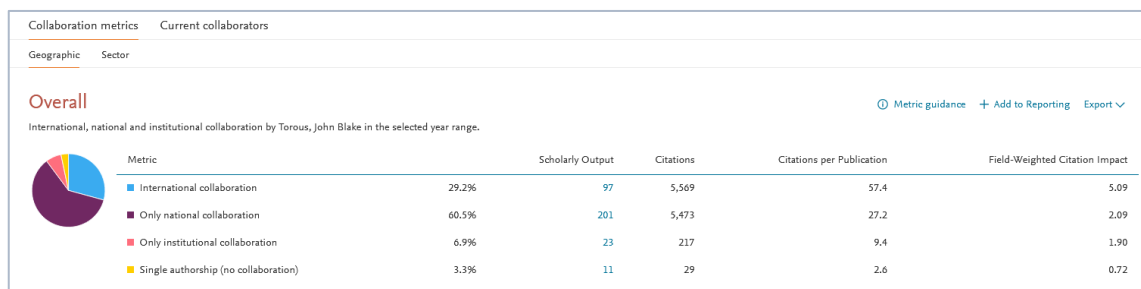 Collaboration metrics Current collaborators
Geographic Sector
Overall
Metric guidance + Add to Reporting Export
International, national and institutional collaboration by Torous, John Blake in the selected year range.
Metric Scholarly Output Citations Citations per Publication Field-Weighted Citation Impact
International collaboration 29.2% 97 5,569 57.4 5.09
Only national collaboration 60.5% 201 5,473 27.2 2.09
Only institutional collaboration 6.9% 23 217 9.4 1.90
Single authorship (no collaboration) 3.3% 11 29 2.6 0.72